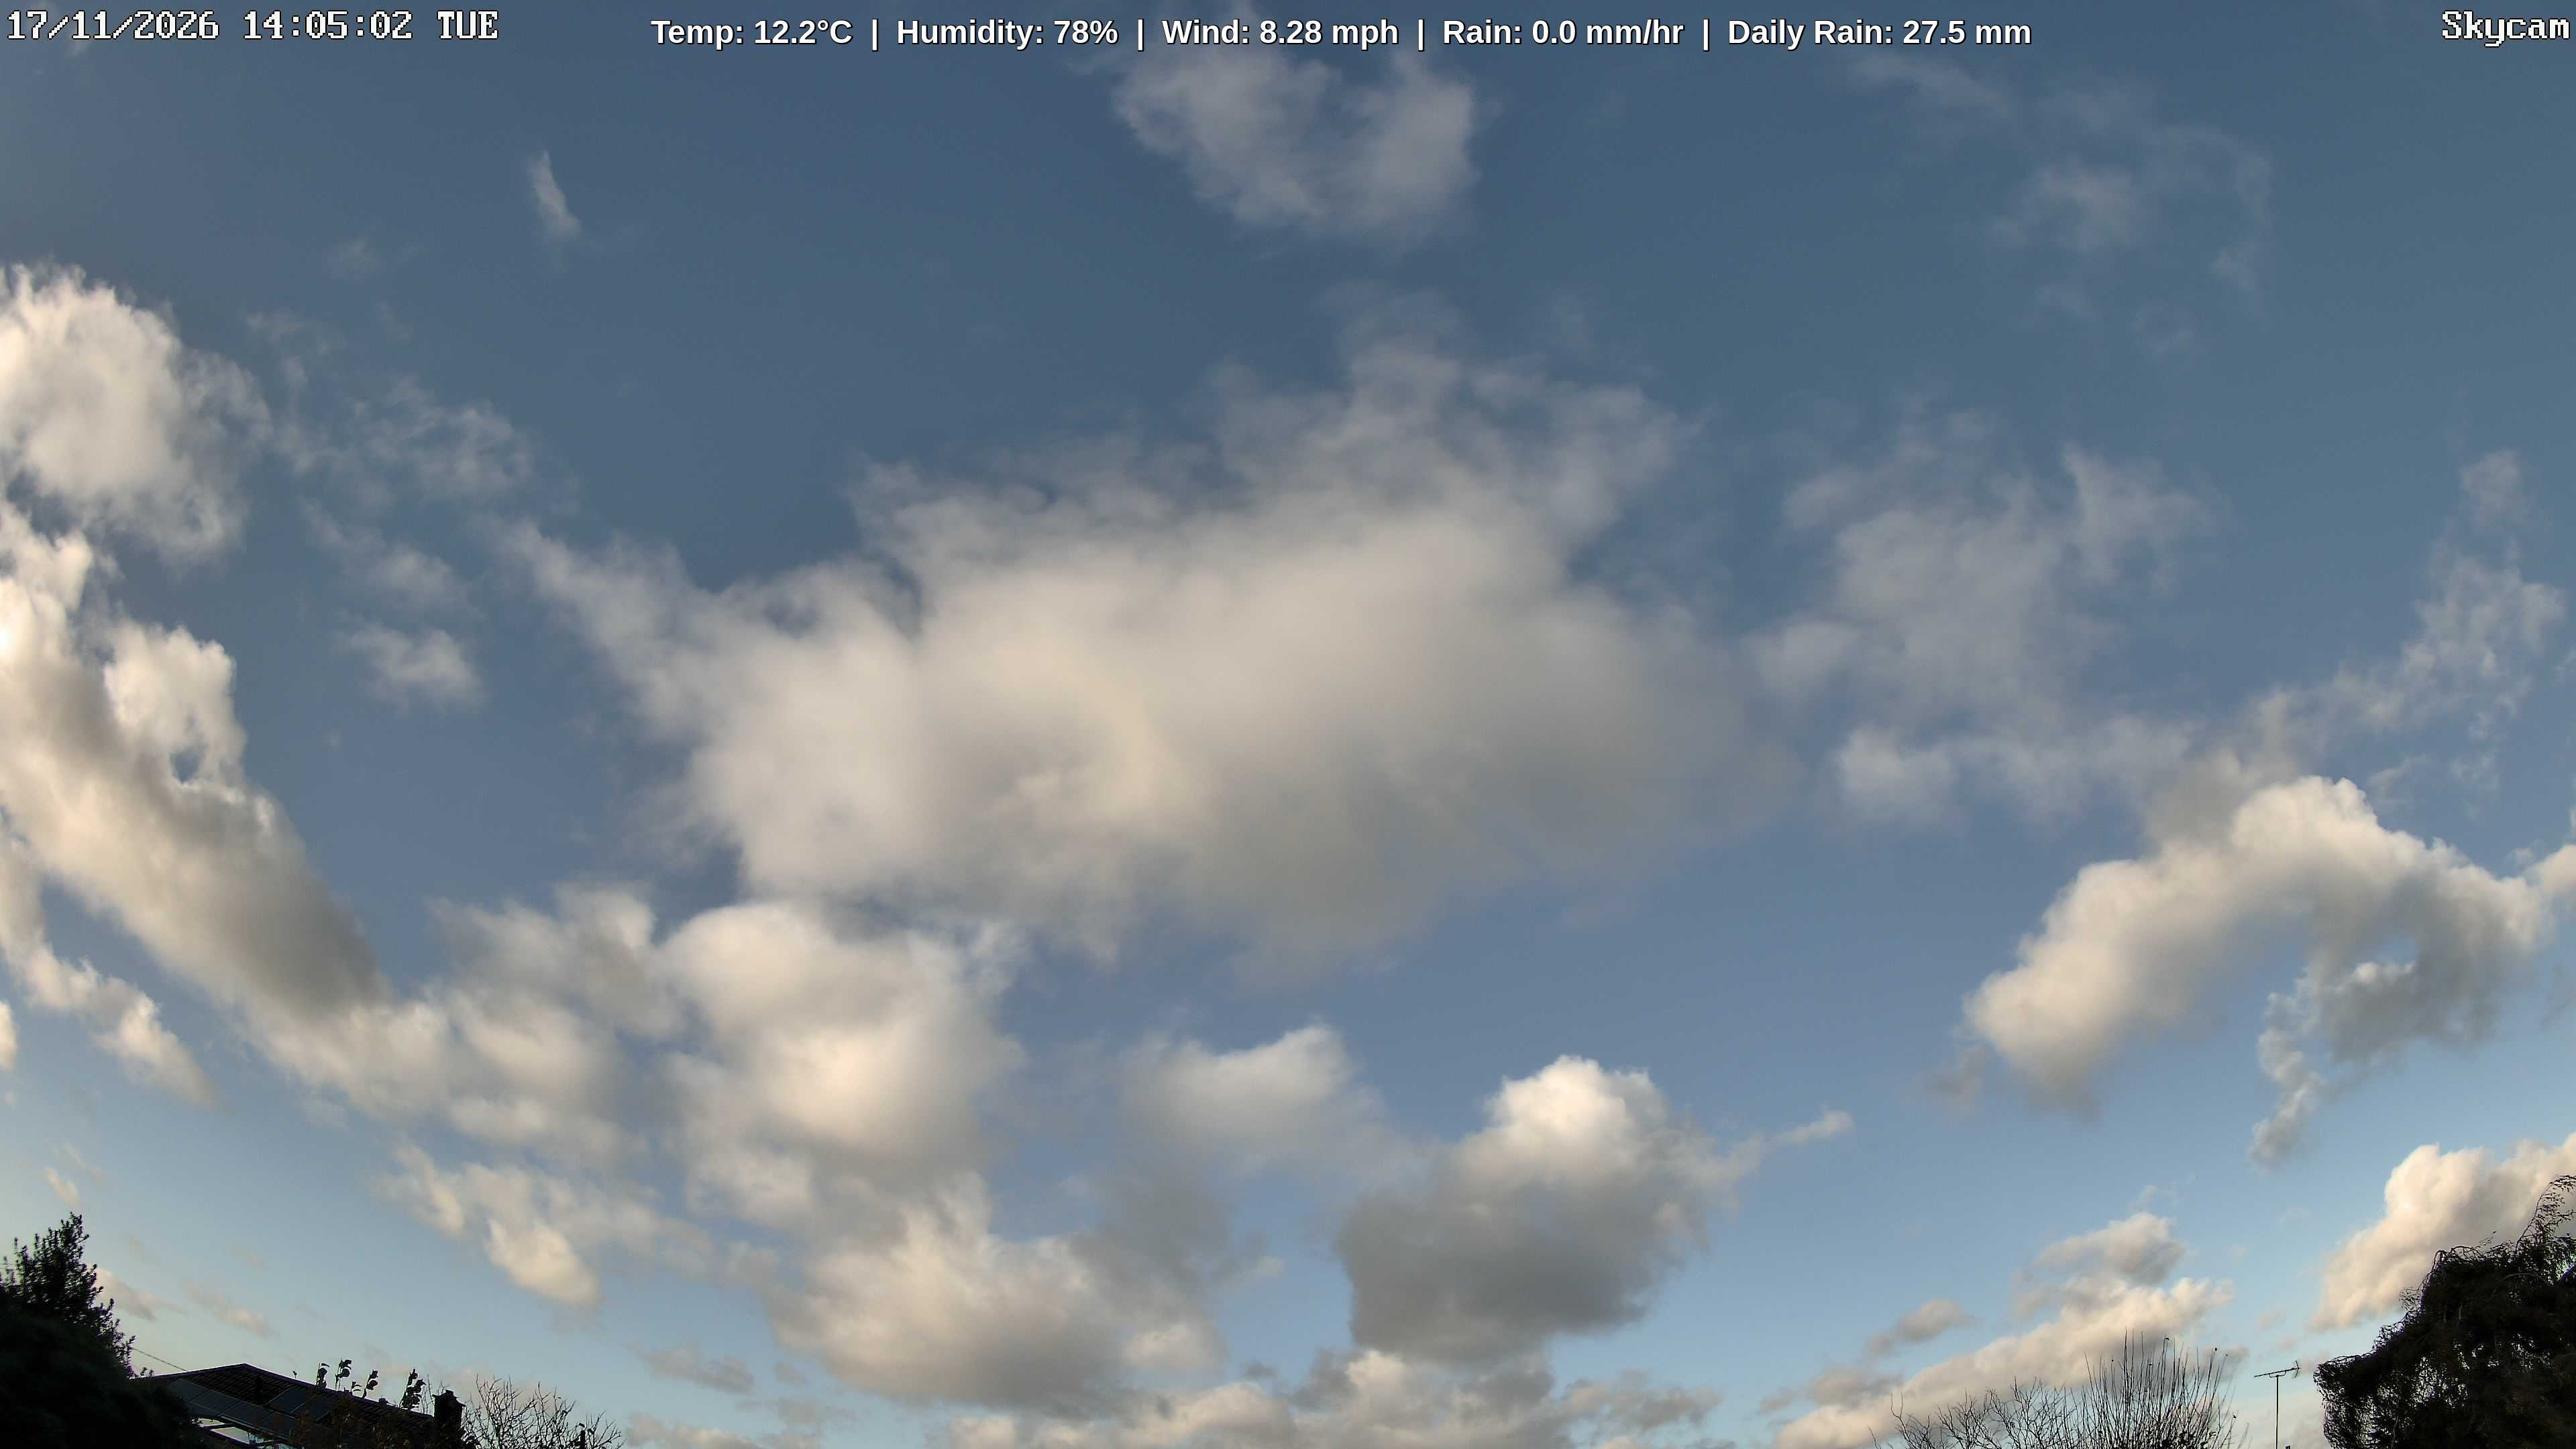 17/11/2026 14:05:02 TUE
Temp: 12.2°C | Humidity: 78% | Wind: 8.28 mph | Rain: 0.0 mm/hr | Daily Rain: 27.5 mm
Skycam